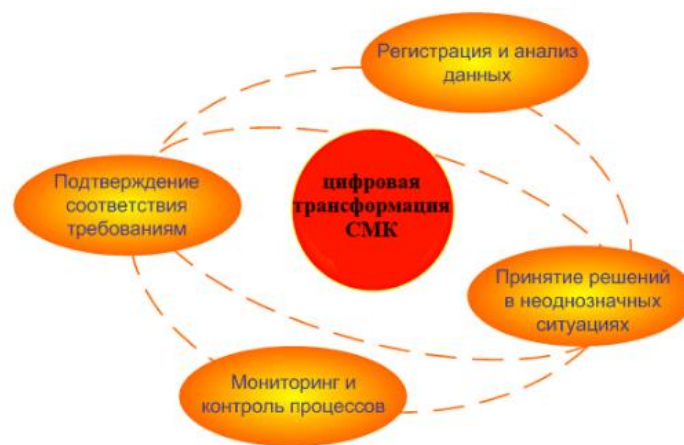 Регистрация и анализ
данных
цифровая
трансформация
СМК
Подтверждение
соответствия
требованиям
Принятие решений
в неоднозначных
ситуациях
Мониторинг и
контроль процессов